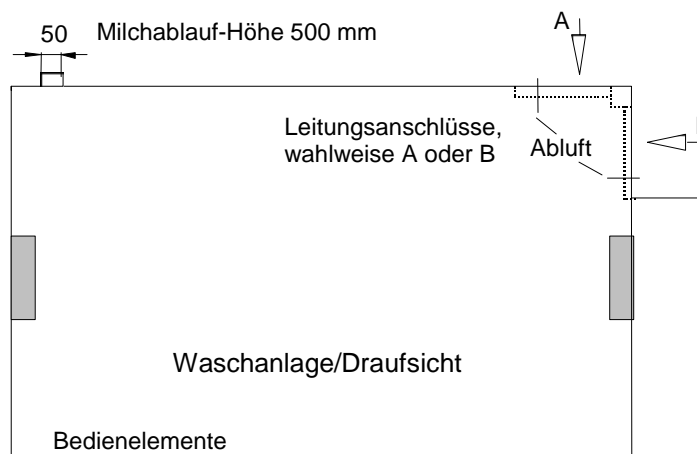 50 Milchablauf-Höhe 500 mm
A
Leitungsanschlüsse,
wahlweise A oder B
Abluft
Waschanlage/Draufsicht
Bedienelemente